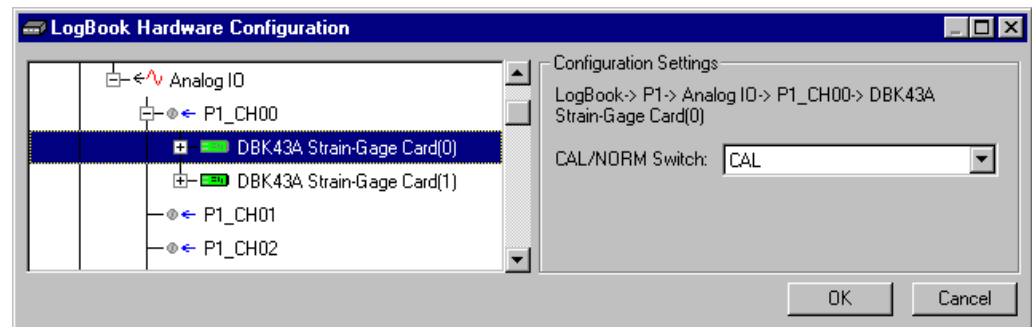 LogBook Hardware Configuration
Analog IO
P1_CH00
DBK43A Strain-Gage Card(0)
DBK43A Strain-Gage Card(1)
P1_CH01
P1_CH02
Configuration Settings
LogBook-> P1-> Analog IO-> P1_CH00-> DBK43A
Strain-Gage Card(0)
CAL/NORM Switch: CAL
OK Cancel